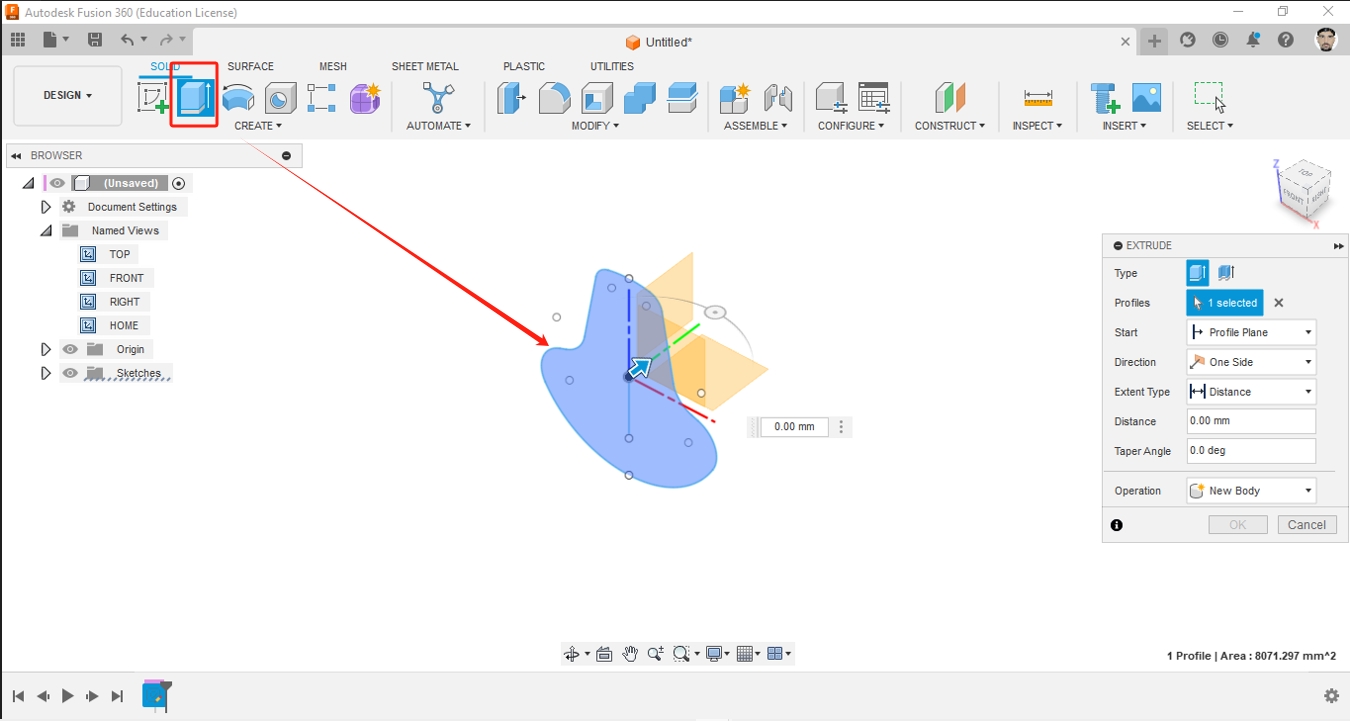 Autodesk Fusion 360 (Education License)
Untitled*
DESIGN
SOLID SURFACE MESH SHEET METAL PLASTIC UTILITIES
CREATE AUTOMATE MODIFY ASSEMBLE CONFIGURE CONSTRUCT INSPECT INSERT SELECT
BROWSER
(Unsaved)
Document Settings
Named Views
TOP
FRONT
RIGHT
HOME
Origin
Sketches
Z
TOP
FRONT
RIGHT
X
0.00 mm
EXTRUDE
Type
Profiles 1 selected
Start Profile Plane
Direction One Side
Extent Type Distance
Distance 0.00 mm
Taper Angle 0.0 deg
Operation New Body
OK Cancel
1 Profile | Area : 8071.297 mm^2